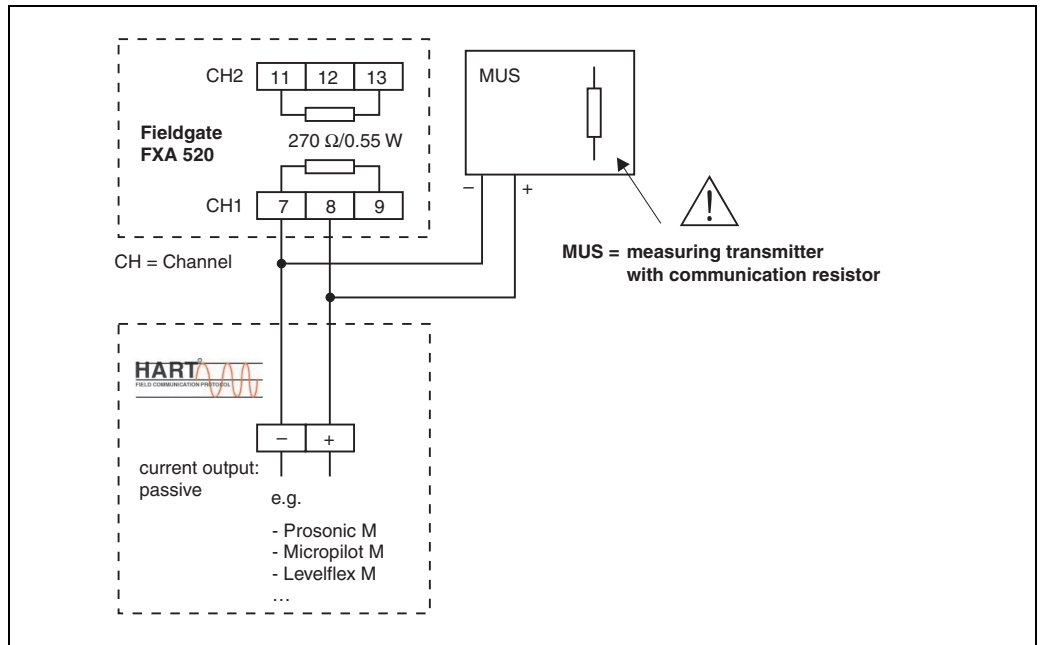 CH2 11 12 13
Fieldgate
FXA 520
270 Ω/0.55 W
CH1 7 8 9
CH = Channel
MUS
– +
!
MUS = measuring transmitter
with communication resistor
HART
FIELD COMMUNICATION PROTOCOL
– +
current output:
passive
e.g.
- Prosonic M
- Micropilot M
- Levelflex M
…